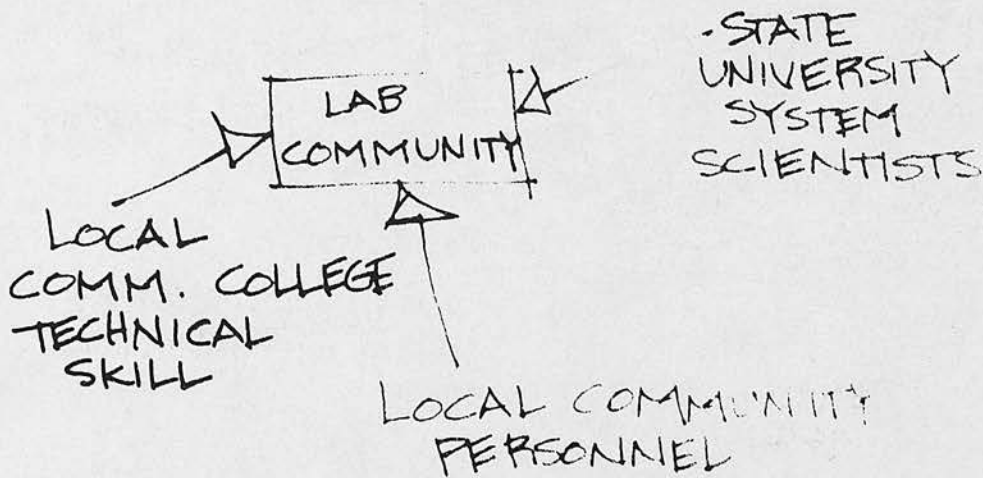 LAB
COMMUNITY
·STATE
UNIVERSITY
SYSTEM
SCIENTISTS
LOCAL
COMM. COLLEGE
TECHNICAL
SKILL
LOCAL COMMUNITY
PERSONNEL